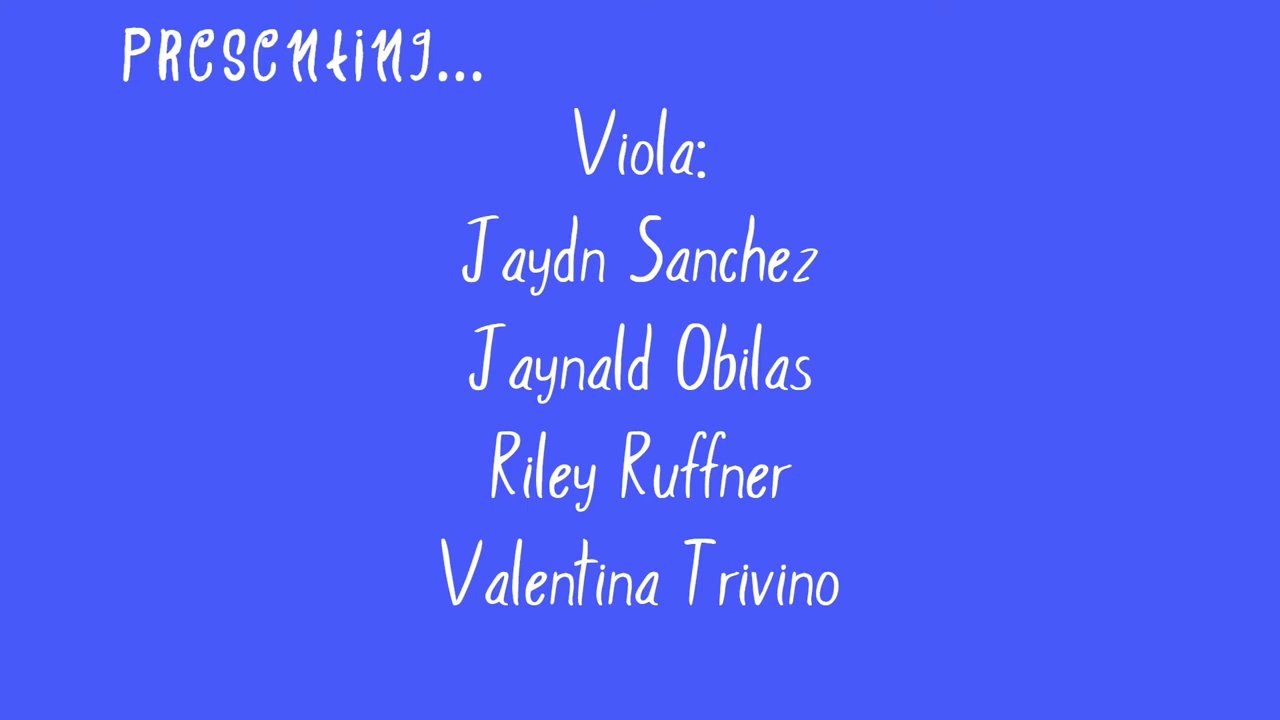 PRESENting...
Viola:
Jaydn Sanchez
Jaynald Obilas
Riley Ruffner
Valentina Trivino